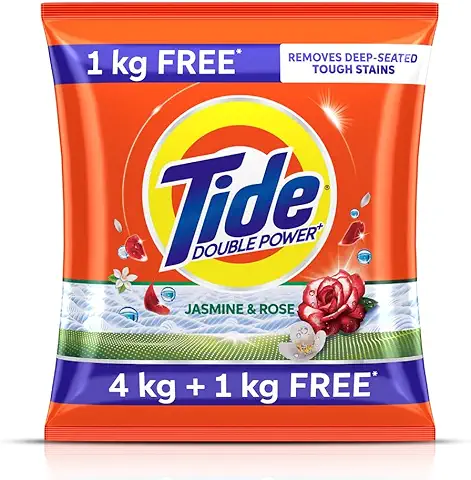 1 kg FREE*
REMOVES DEEP-SEATED
TOUGH STAINS
Tide®
DOUBLE POWER+
JASMINE & ROSE
4 kg + 1 kg FREE*